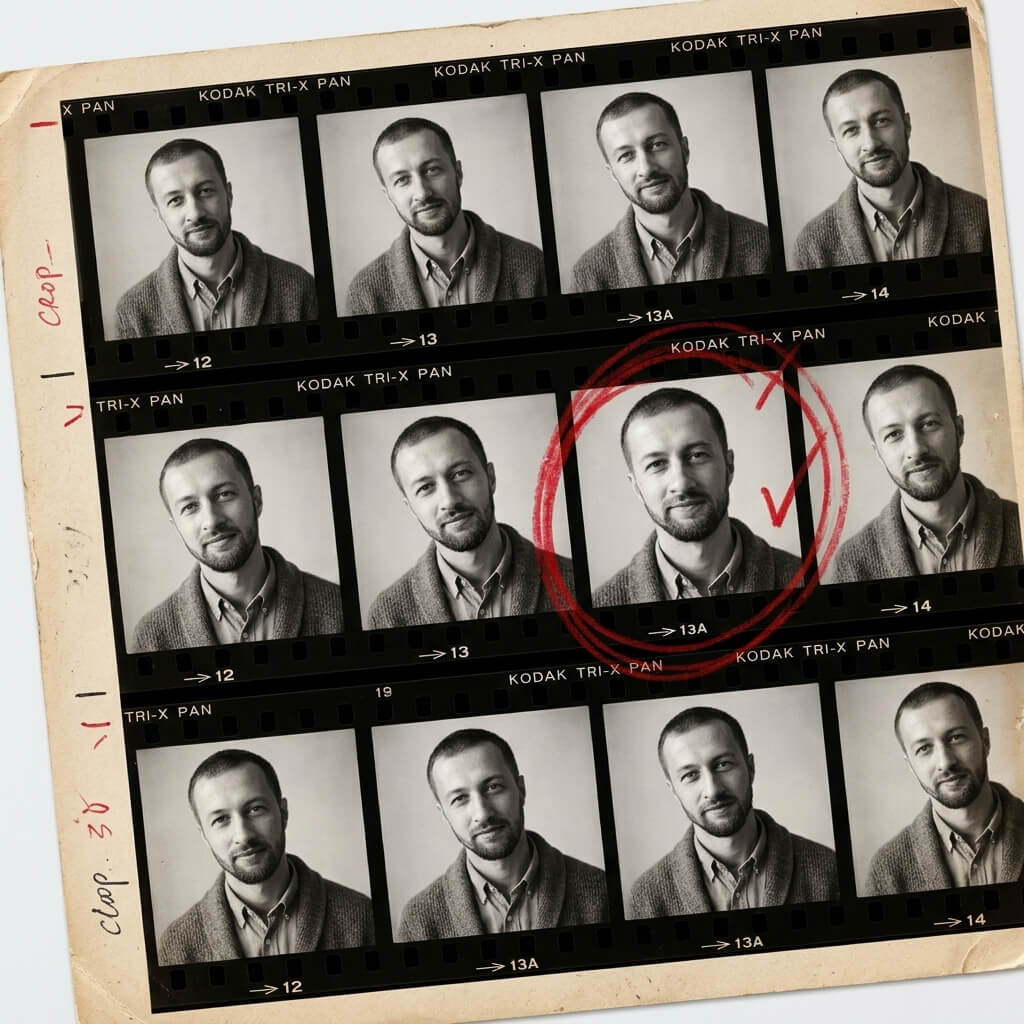 X PAN KODAK TRI-X PAN KODAK TRI-X PAN KODAK TRI-X PAN
CROP
→12 →13 →13A →14
TRI-X PAN KODAK TRI-X PAN KODAK TRI-X PAN KODAK T
→12 →13 →13A →14
TRI-X PAN 19 KODAK TRI-X PAN KODAK TRI-X PAN KODAK
→12 →13A →13A →14